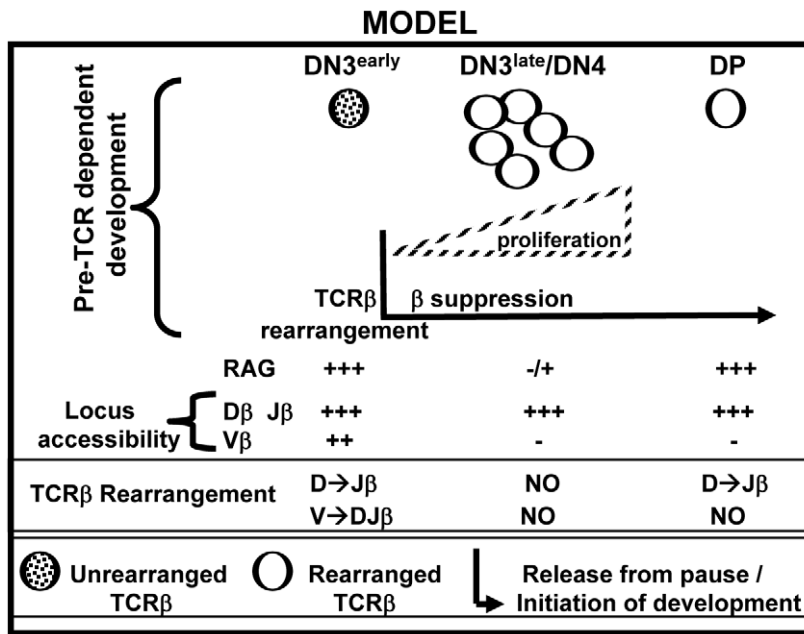 MODEL
DN3early DN3late/DN4 DP
Pre-TCR dependent
development
proliferation
TCRβ β suppression
rearrangement
RAG +++ -/+ +++
Locus
accessibility
Dβ Jβ +++ +++ +++
Vβ ++ - -
TCRβ Rearrangement
D→Jβ NO D→Jβ
V→DJβ NO NO
Unrearranged
TCRβ
Rearranged
TCRβ
Release from pause /
Initiation of development